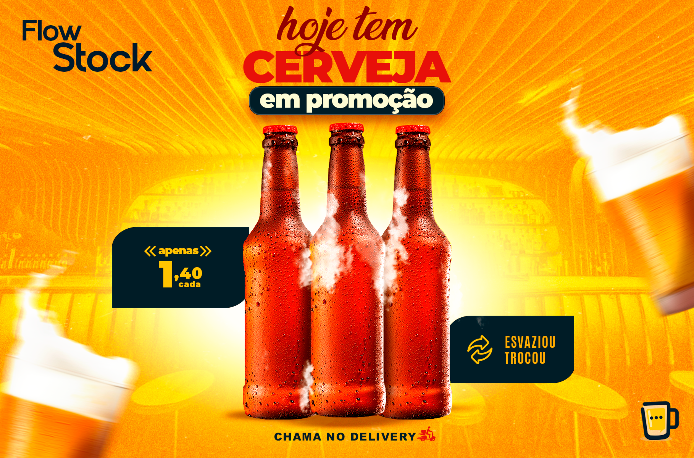 Flow
Stock
hoje tem
CERVEJA
em promoção
apenas
1,40
cada
ESVAZIOU
TROCOU
CHAMA NO DELIVERY